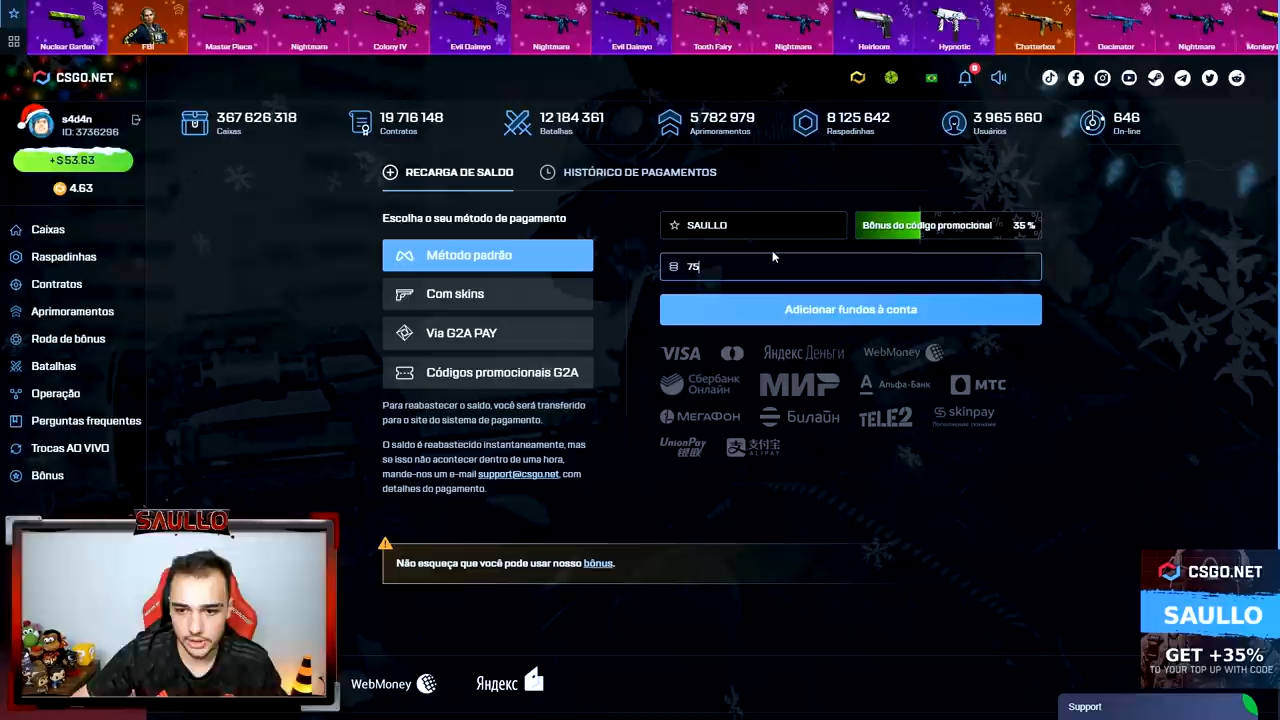 Nuclear Garden
FBI
Master Piece
Nightmare
Colony IV
Evil Daimyo
Nightmare
Evil Daimyo
Tooth Fairy
Nightmare
Heirloom
Hypnotic
Chatterbox
Decimator
Nightmare
CSGO.NET
s4d4n
ID: 3736296
+$53.63
4.63
367 626 318
Caixas
19 716 148
Contratos
12 184 361
Batalhas
5 782 979
Aprimoramentos
8 125 642
Raspadinhas
3 965 660
Usuários
646
On-line
RECARGA DE SALDO
HISTÓRICO DE PAGAMENTOS
Caixas
Raspadinhas
Contratos
Aprimoramentos
Roda de bônus
Batalhas
Operação
Perguntas frequentes
Trocas AO VIVO
Bônus
Escolha o seu método de pagamento
Método padrão
Com skins
Via G2A PAY
Códigos promocionais G2A
Para reabastecer o saldo, você será transferido
para o site do sistema de pagamento.
O saldo é reabastecido instantaneamente, mas
se isso não acontecer dentro de uma hora,
mande-nos um e-mail support@csgo.net, com
detalhes do pagamento.
SAULLO
Bônus do código promocional 35 %
75
Adicionar fundos à conta
VISA
Яндекс Деньги
WebMoney
Сбербанк
Онлайн
МИР
Альфа·Банк
МТС
МЕГАФОН
Билайн
TELE2
skinpay
UnionPay
银联
支付宝
ALIPAY
Não esqueça que você pode usar nosso bônus.
SAULLO
WebMoney
Яндекс
CSGO.NET
SAULLO
GET +35%
TO YOUR TOP UP WITH CODE
Support